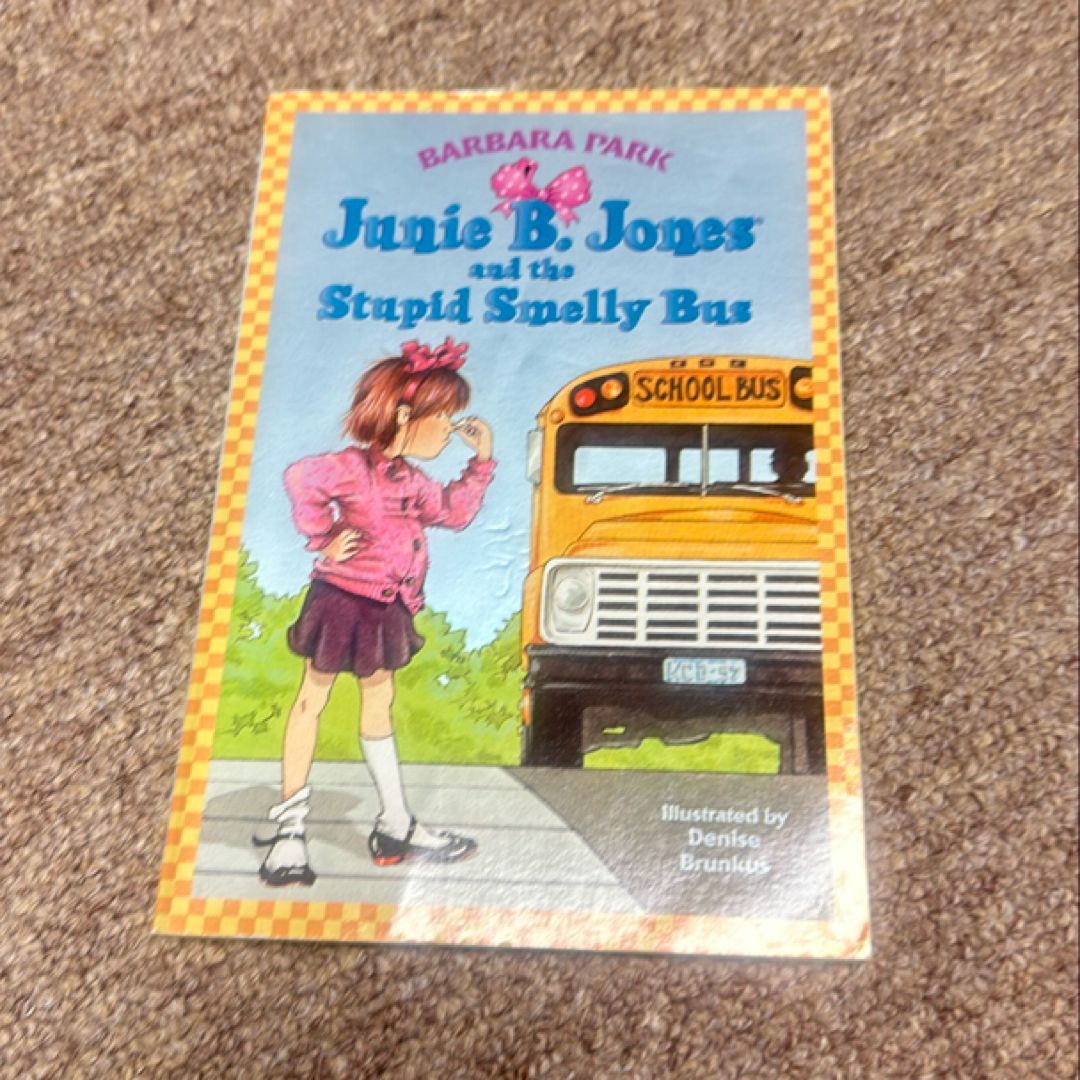 BARBARA PARK
Junie B. Jones
and the
Stupid Smelly Bus
SCHOOL BUS
Illustrated by
Denise
Brunkus